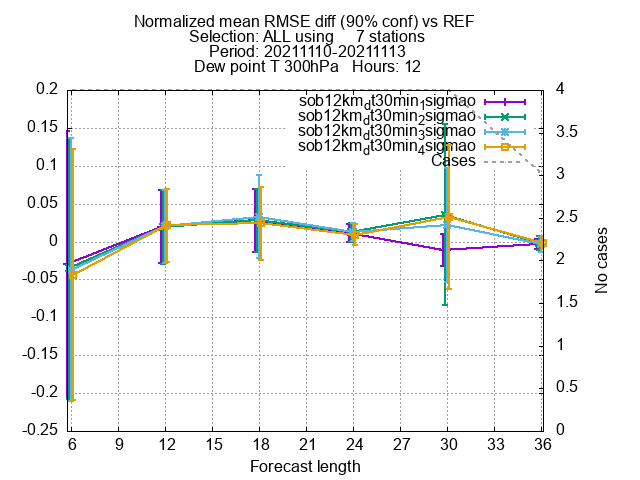 Normalized mean RMSE diff (90% conf) vs REF
Selection: ALL using 7 stations
Period: 20211110-20211113
Dew point T 300hPa Hours: 12
sob12km_dt30min_1sigmao
sob12km_dt30min_2sigmao
sob12km_dt30min_3sigmao
sob12km_dt30min_4sigmao
Cases
0.2
0.15
0.1
0.05
0
-0.05
-0.1
-0.15
-0.2
-0.25
4
3.5
3
2.5
2
1.5
1
0.5
0
No cases
6 9 12 15 18 21 24 27 30 33 36
Forecast length